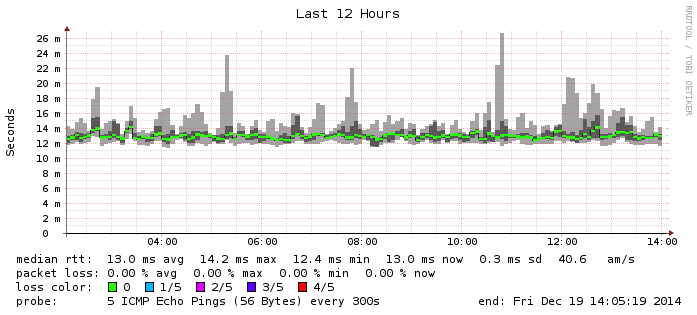 Last 12 Hours
RRDTOOL / TOBI OETIKER
Seconds
26 m
24 m
22 m
20 m
18 m
16 m
14 m
12 m
10 m
8 m
6 m
4 m
2 m
0
04:00 06:00 08:00 10:00 12:00 14:00
median rtt: 13.0 ms avg 14.2 ms max 12.4 ms min 13.0 ms now 0.3 ms sd 40.6 am/s
packet loss: 0.00 % avg 0.00 % max 0.00 % min 0.00 % now
loss color: 0 1/5 2/5 3/5 4/5
probe: 5 ICMP Echo Pings (56 Bytes) every 300s end: Fri Dec 19 14:05:19 2014